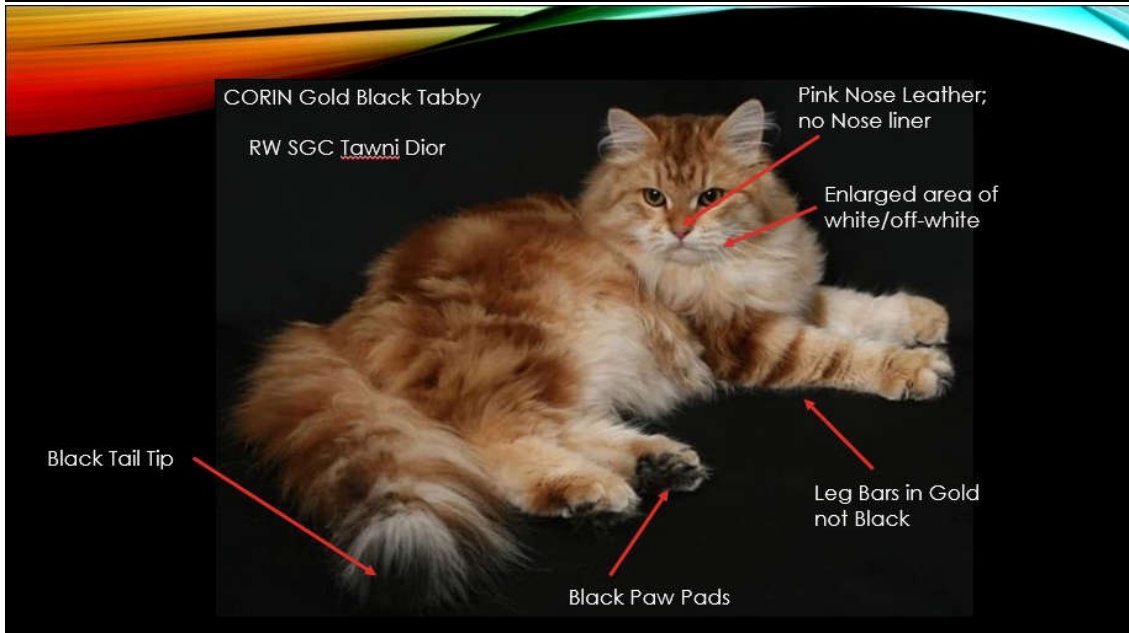 CORIN Gold Black Tabby
RW SGC Tawni Dior
Pink Nose Leather;
no Nose liner
Enlarged area of
white/off-white
Black Tail Tip
Leg Bars in Gold
not Black
Black Paw Pads